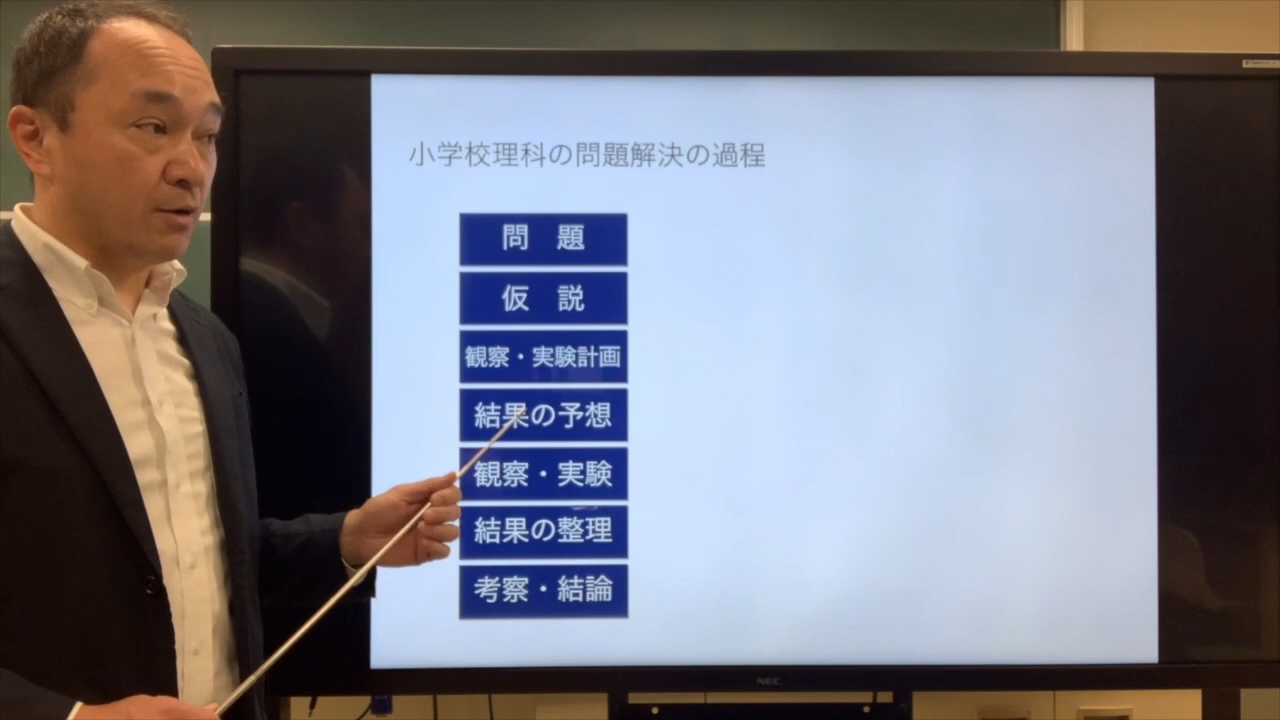 小学校理科の問題解決の過程
問　題
仮　説
観察・実験計画
結果の予想
観察・実験
結果の整理
考察・結論
NEC